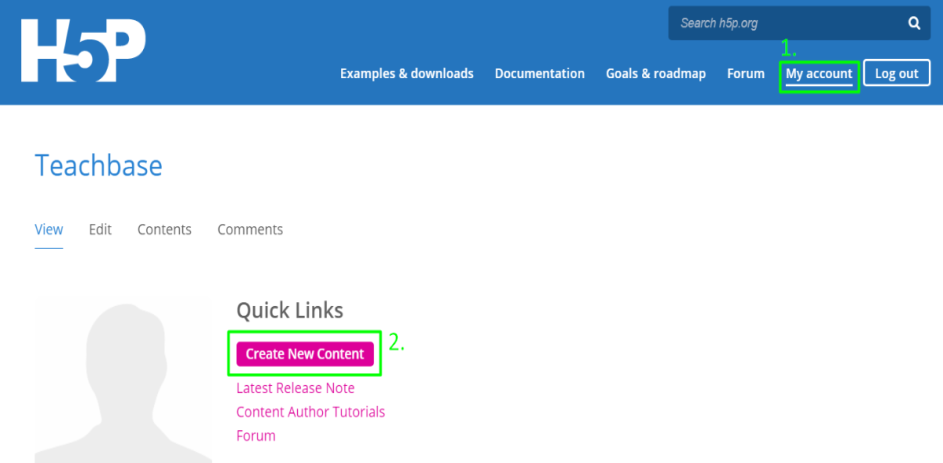 H5P
Search h5p.org
1.
Examples & downloads Documentation Goals & roadmap Forum My account Log out
Teachbase
View Edit Contents Comments
Quick Links
Create New Content 2.
Latest Release Note
Content Author Tutorials
Forum